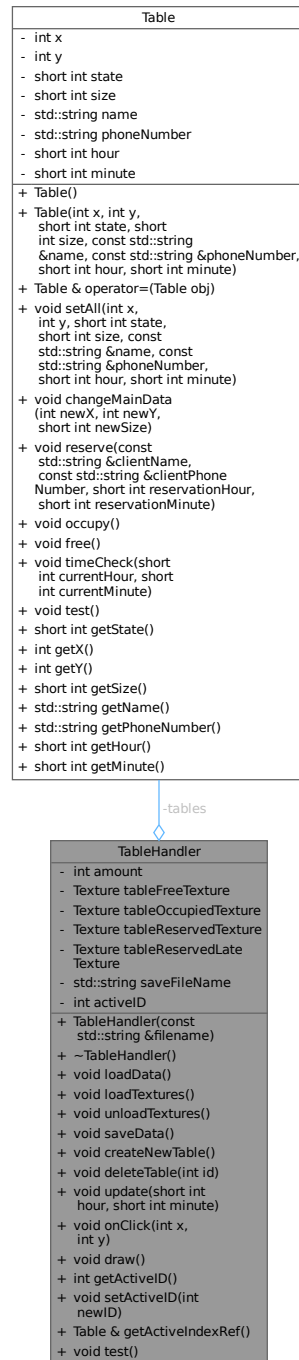 Table
- int x
- int y
- short int state
- short int size
- std::string name
- std::string phoneNumber
- short int hour
- short int minute
+ Table()
+ Table(int x, int y,
short int state, short
int size, const std::string
&name, const std::string &phoneNumber,
short int hour, short int minute)
+ Table & operator=(Table obj)
+ void setAll(int x,
int y, short int state,
short int size, const
std::string &name, const
std::string &phoneNumber,
short int hour, short int minute)
+ void changeMainData
(int newX, int newY,
short int newSize)
+ void reserve(const
std::string &clientName,
const std::string &clientPhone
Number, short int reservationHour,
short int reservationMinute)
+ void occupy()
+ void free()
+ void timeCheck(short
int currentHour, short
int currentMinute)
+ void test()
+ short int getState()
+ int getX()
+ int getY()
+ short int getSize()
+ std::string getName()
+ std::string getPhoneNumber()
+ short int getHour()
+ short int getMinute()
-tables
TableHandler
- int amount
- Texture tableFreeTexture
- Texture tableOccupiedTexture
- Texture tableReservedTexture
- Texture tableReservedLate
Texture
- std::string saveFileName
- int activeID
+ TableHandler(const
std::string &filename)
+ ~TableHandler()
+ void loadData()
+ void loadTextures()
+ void unloadTextures()
+ void saveData()
+ void createNewTable()
+ void deleteTable(int id)
+ void update(short int
hour, short int minute)
+ void onClick(int x,
int y)
+ void draw()
+ int getActiveID()
+ void setActiveID(int
newID)
+ Table & getActiveIndexRef()
+ void test()